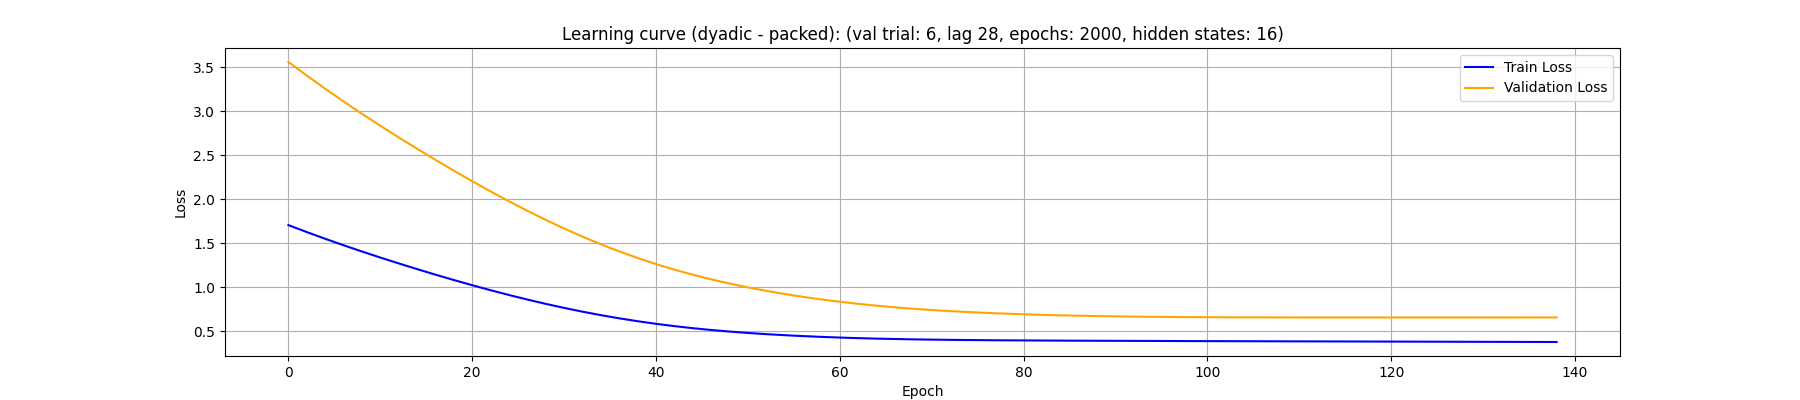 Learning curve (dyadic - packed): (val trial: 6, lag 28, epochs: 2000, hidden states: 16)
Train Loss
Validation Loss
Loss
3.5
3.0
2.5
2.0
1.5
1.0
0.5
0 20 40 60 80 100 120 140
Epoch